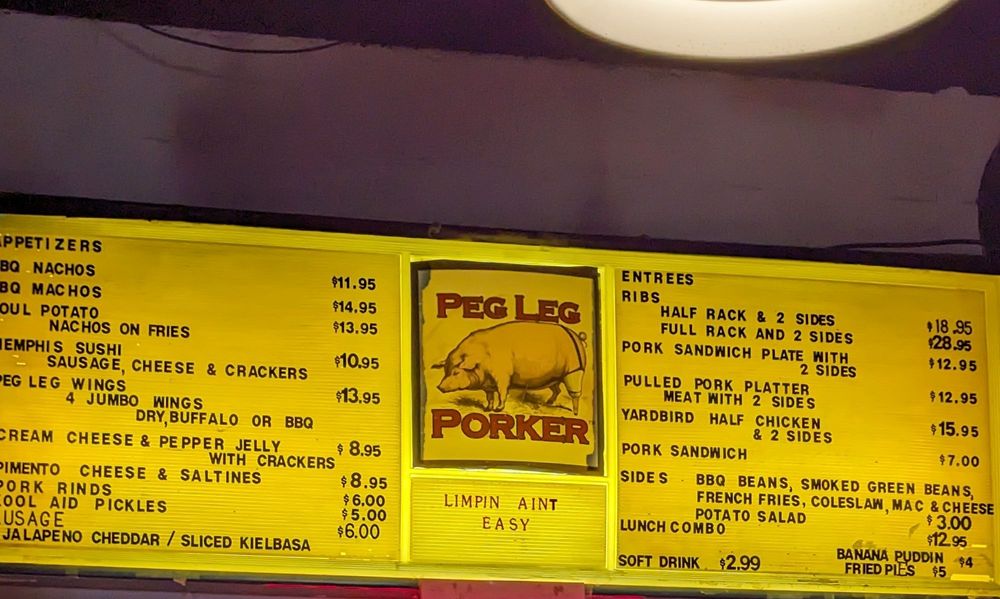 PPETIZERS
BQ NACHOS $11.95
BQ MACHOS $14.95
OUL POTATO $13.95
NACHOS ON FRIES
EMPHIS SUSHI $10.95
SAUSAGE, CHEESE & CRACKERS
PEG LEG WINGS $13.95
4 JUMBO WINGS
DRY, BUFFALO OR BBQ
CREAM CHEESE & PEPPER JELLY $8.95
WITH CRACKERS
PIMENTO CHEESE & SALTINES $8.95
PORK RINDS $6.00
KOOL AID PICKLES $5.00
USAGE $6.00
JALAPENO CHEDDAR / SLICED KIELBASA
PEG LEG
PORKER
LIMPIN AINT
EASY
ENTREES
RIBS
HALF RACK & 2 SIDES $18.95
FULL RACK AND 2 SIDES $28.95
PORK SANDWICH PLATE WITH $12.95
2 SIDES
PULLED PORK PLATTER $12.95
MEAT WITH 2 SIDES
YARDBIRD HALF CHICKEN $15.95
& 2 SIDES
PORK SANDWICH $7.00
SIDES BBQ BEANS, SMOKED GREEN BEANS,
FRENCH FRIES, COLESLAW, MAC & CHEESE
POTATO SALAD $3.00
LUNCH COMBO $12.95
SOFT DRINK $2.99 BANANA PUDDIN $4
FRIED PIES $5